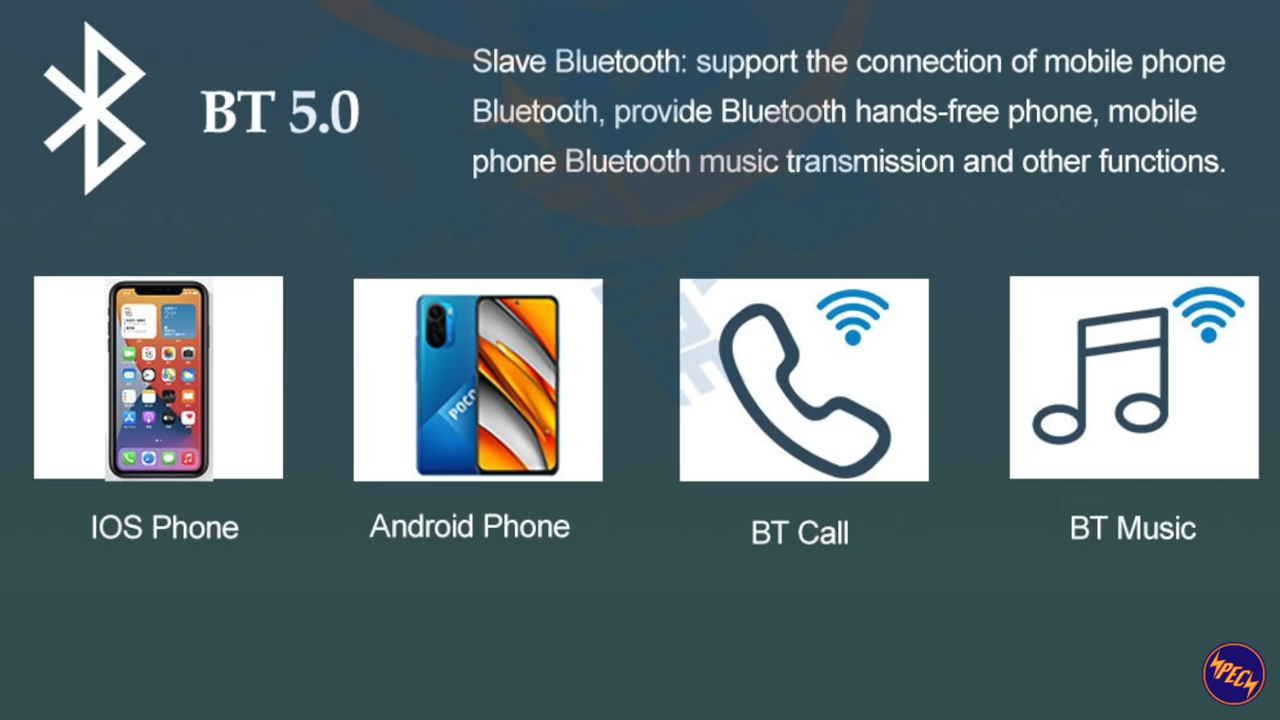 BT 5.0
Slave Bluetooth: support the connection of mobile phone
Bluetooth, provide Bluetooth hands-free phone, mobile
phone Bluetooth music transmission and other functions.
POCO
IOS Phone
Android Phone
BT Call
BT Music